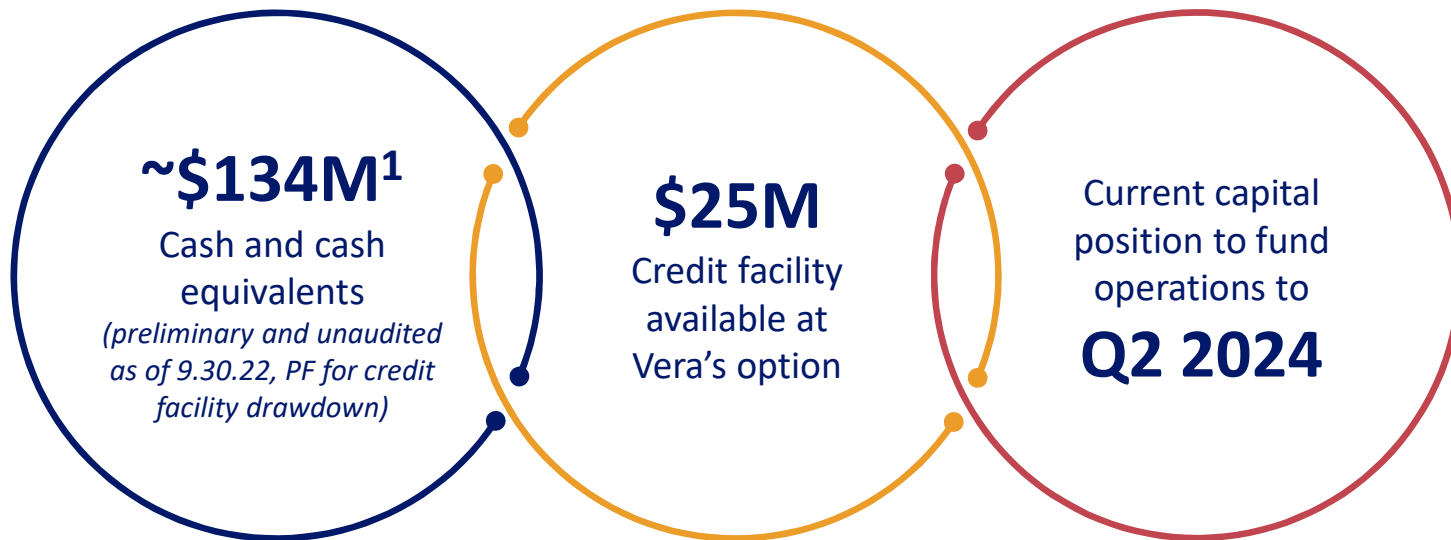 ~$134M¹
Cash and cash
equivalents
(preliminary and unaudited
as of 9.30.22, PF for credit
facility drawdown)
$25M
Credit facility
available at
Vera’s option
Current capital
position to fund
operations to
Q2 2024